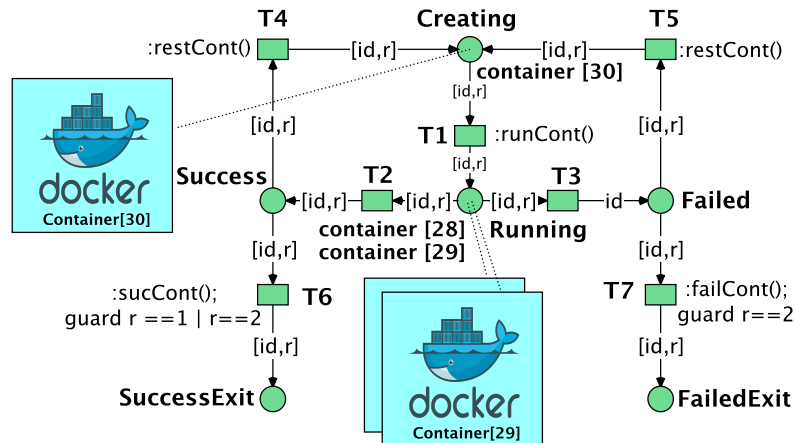 T4
Creating
T5
:restCont()
[id,r]
[id,r]
:restCont()
container [30]
[id,r]
[id,r]
[id,r]
T1
:runCont()
docker
Container[30]
[id,r]
Success
T2
T3
[id,r]
[id,r]
[id,r]
id
Failed
container [28]
Running
container [29]
[id,r]
[id,r]
:sucCont();
T6
T7
:failCont();
guard r ==1 | r==2
guard r==2
[id,r]
[id,r]
SuccessExit
docker
FailedExit
Container[29]